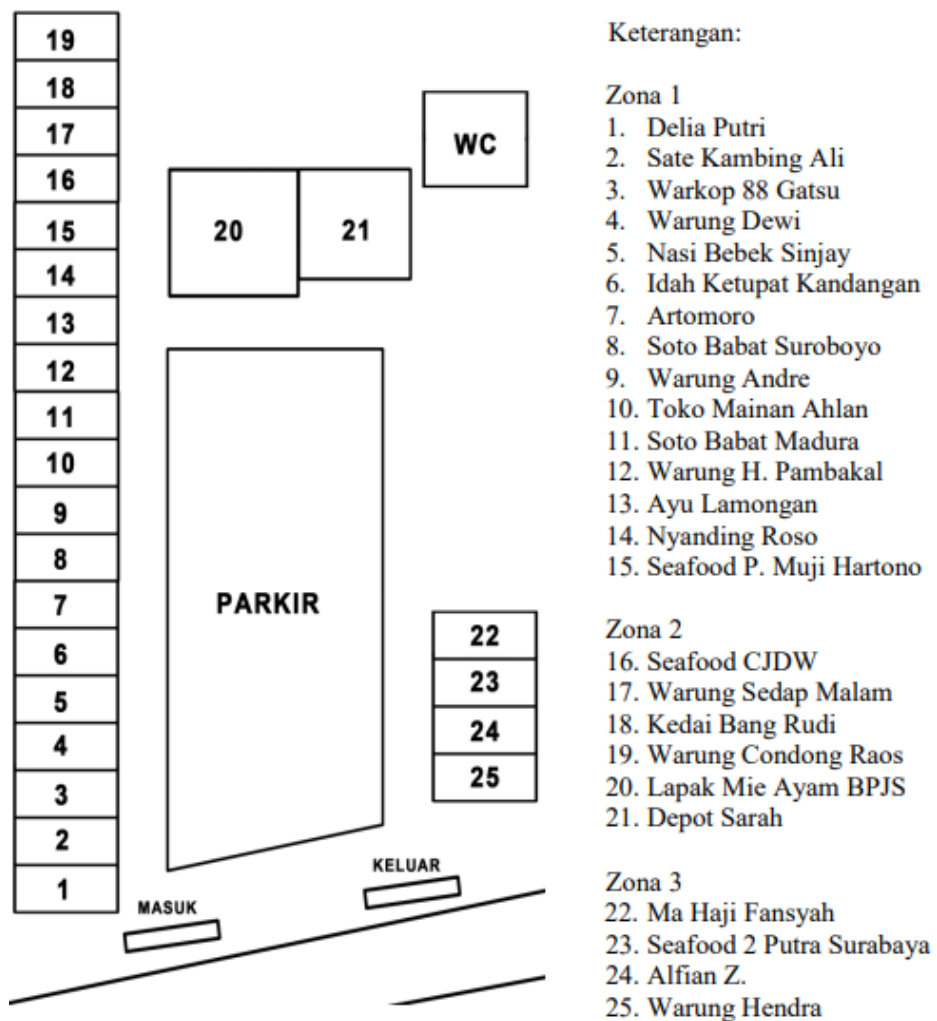 19
18
17
16
15
14
13
12
11
10
9
8
7
6
5
4
3
2
1
WC
20
21
PARKIR
22
23
24
25
MASUK
KELUAR
Keterangan:
Zona 1
1. Delia Putri
2. Sate Kambing Ali
3. Warkop 88 Gatsu
4. Warung Dewi
5. Nasi Bebek Sinjay
6. Idah Ketupat Kandangan
7. Artomoro
8. Soto Babat Suroboyo
9. Warung Andre
10. Toko Mainan Ahlan
11. Soto Babat Madura
12. Warung H. Pambakal
13. Ayu Lamongan
14. Nyanding Roso
15. Seafood P. Muji Hartono
Zona 2
16. Seafood CJDW
17. Warung Sedap Malam
18. Kedai Bang Rudi
19. Warung Condong Raos
20. Lapak Mie Ayam BPJS
21. Depot Sarah
Zona 3
22. Ma Haji Fansyah
23. Seafood 2 Putra Surabaya
24. Alfian Z.
25. Warung Hendra